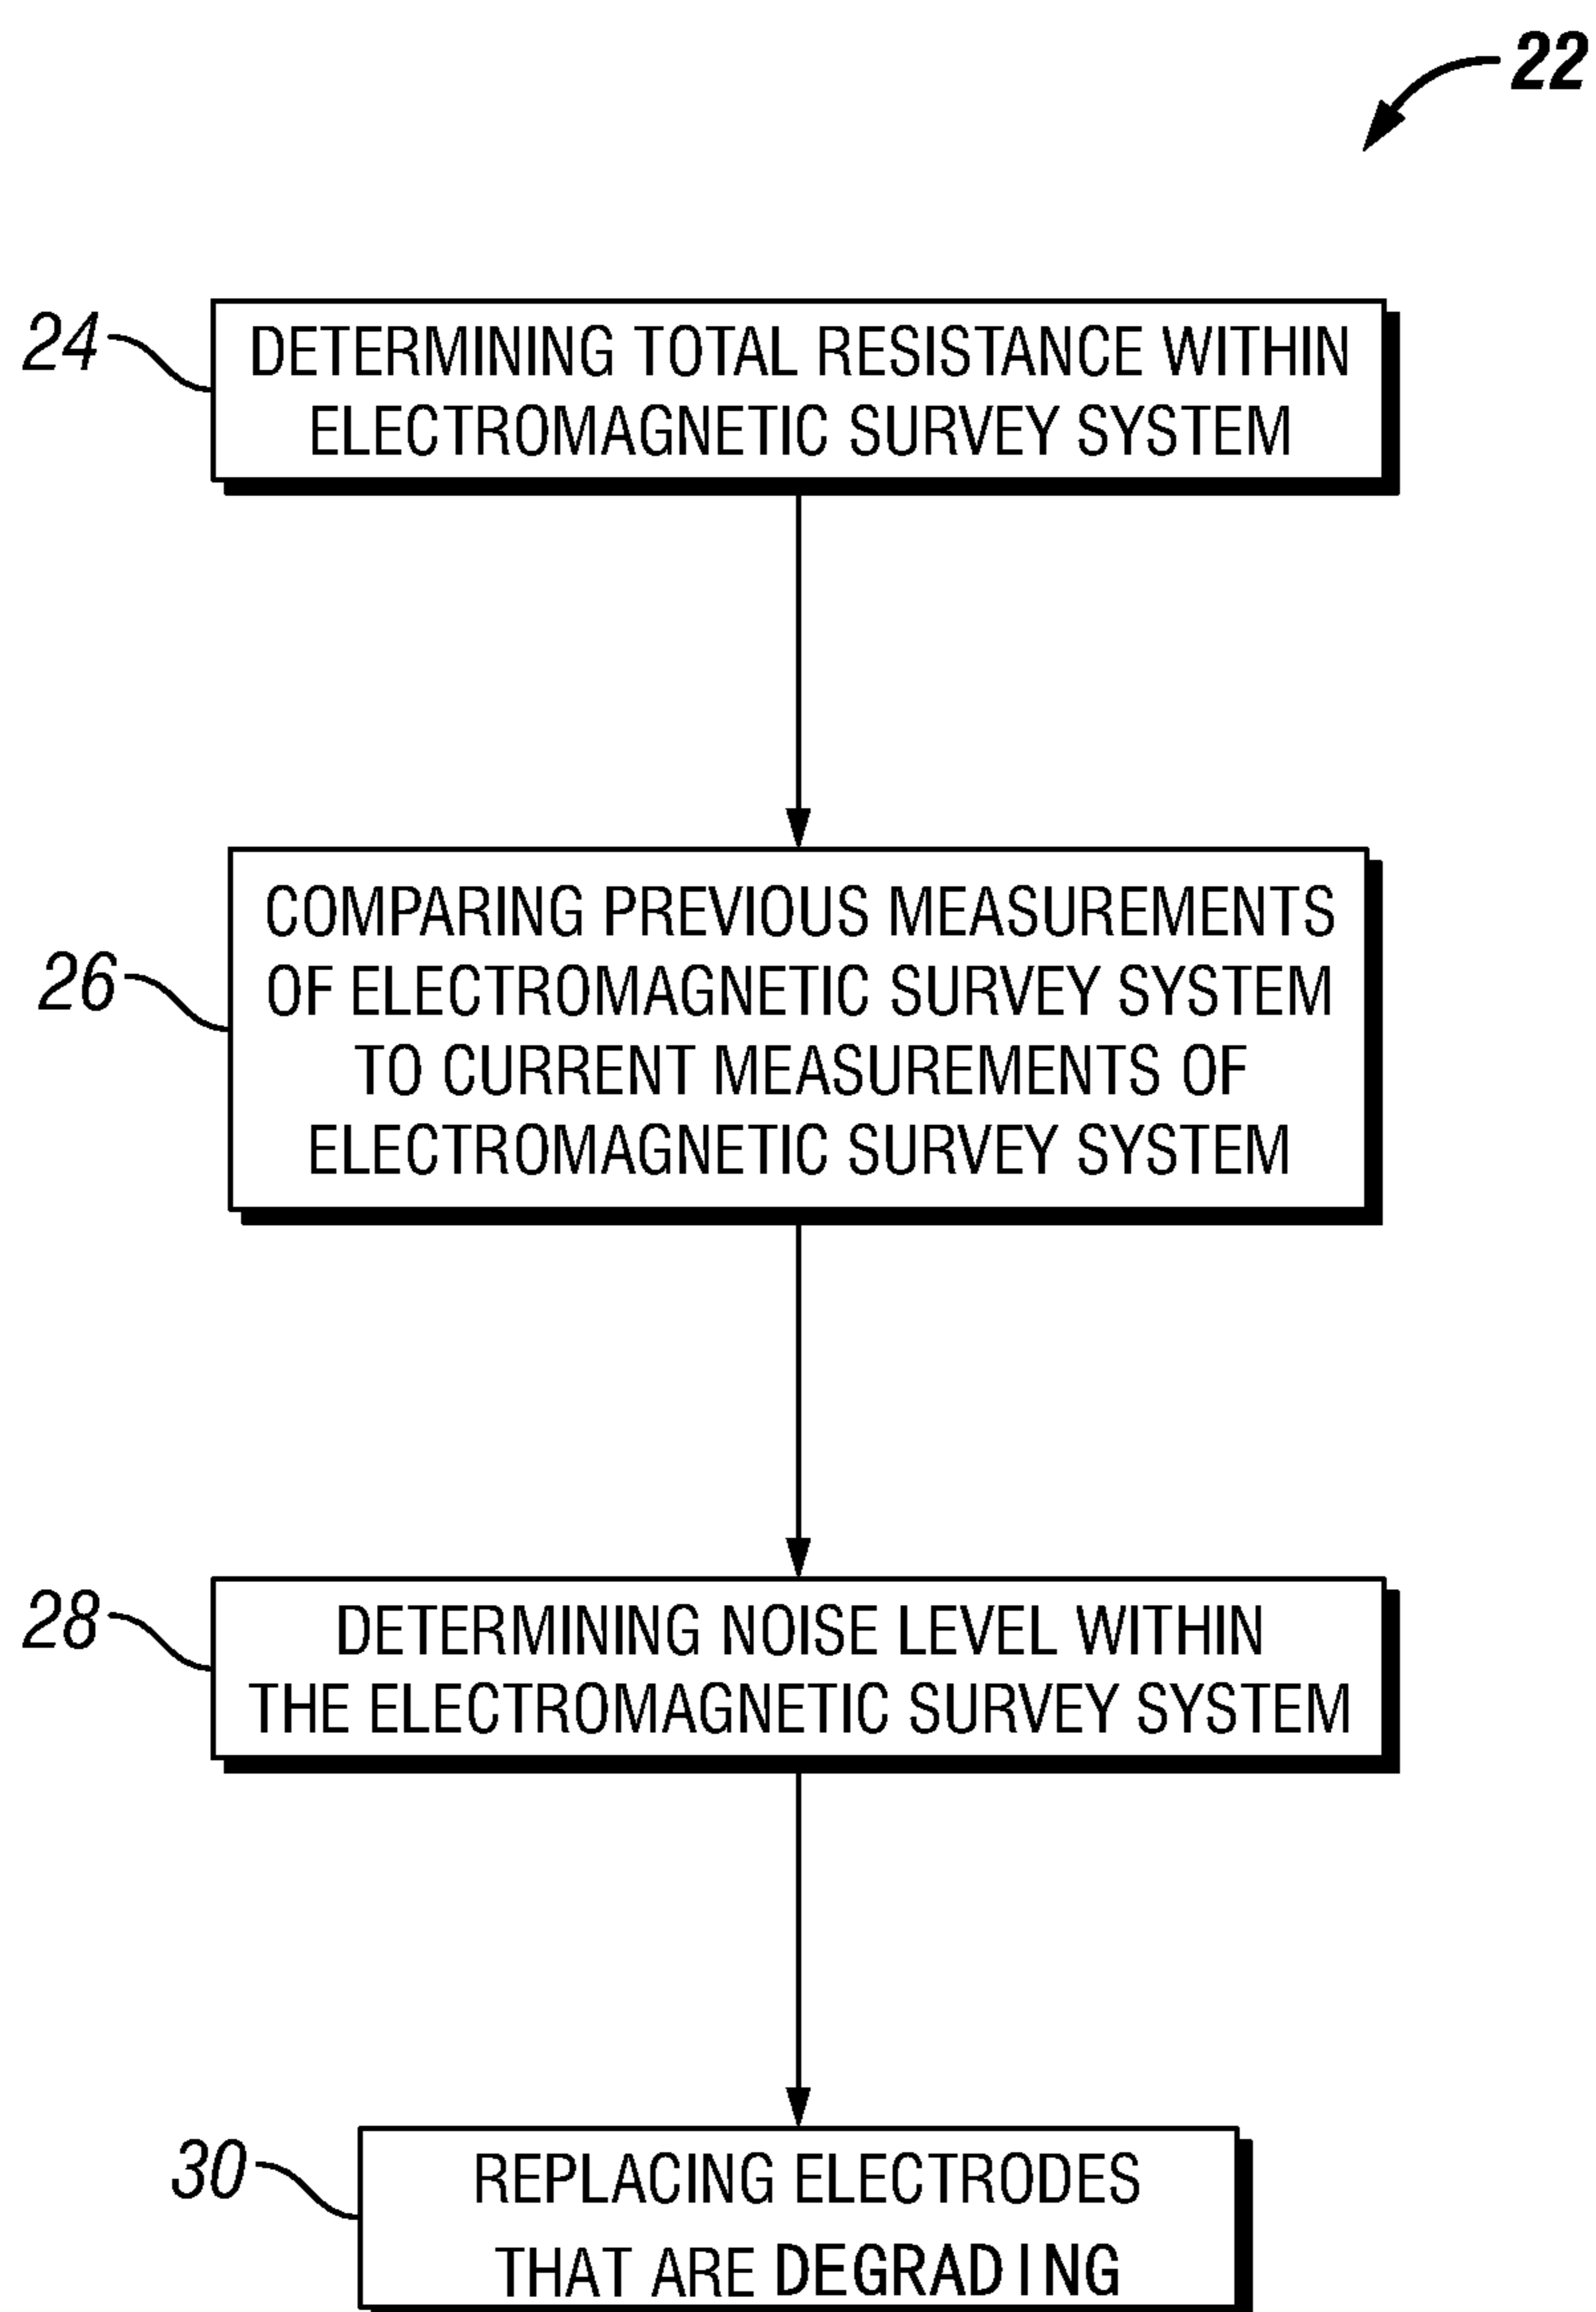 22
24
DETERMINING TOTAL RESISTANCE WITHIN
ELECTROMAGNETIC SURVEY SYSTEM
26
COMPARING PREVIOUS MEASUREMENTS
OF ELECTROMAGNETIC SURVEY SYSTEM
TO CURRENT MEASUREMENTS OF
ELECTROMAGNETIC SURVEY SYSTEM
28
DETERMINING NOISE LEVEL WITHIN
THE ELECTROMAGNETIC SURVEY SYSTEM
30
REPLACING ELECTRODES
THAT ARE DEGRADING